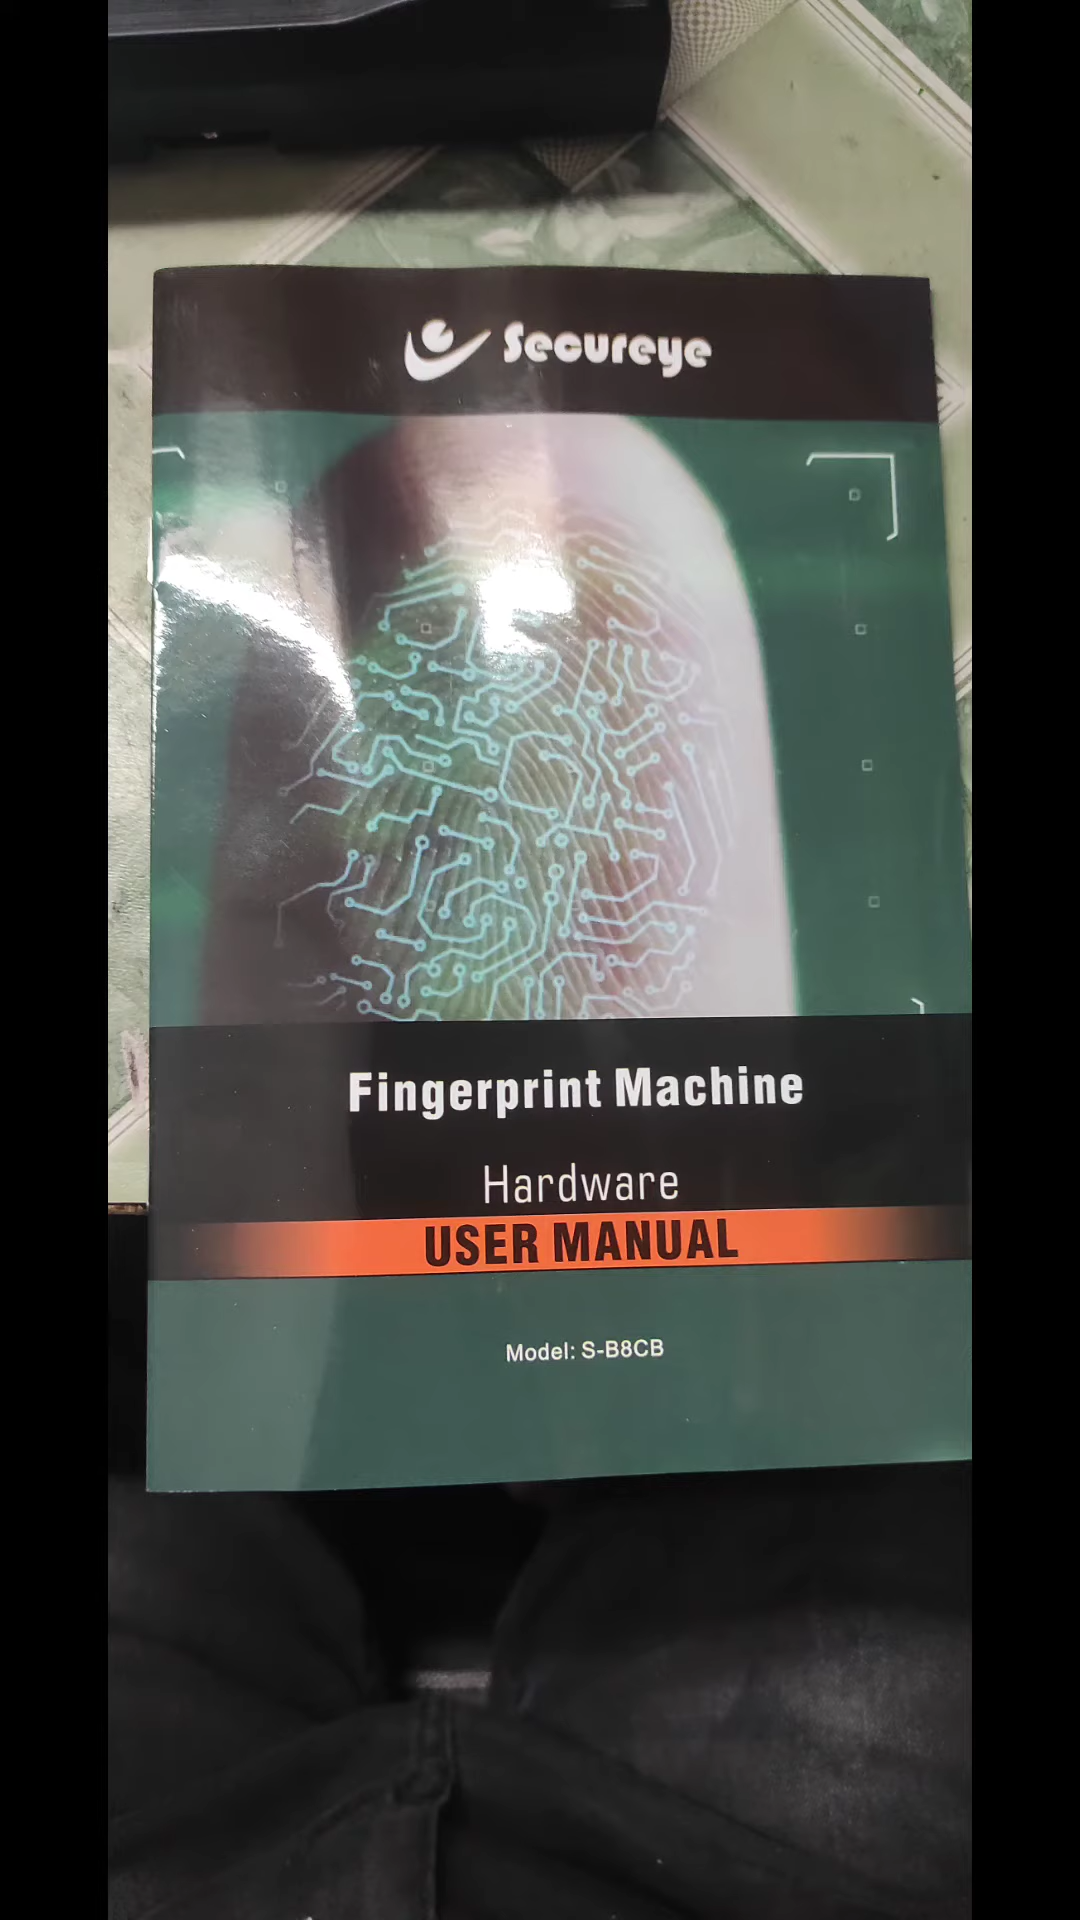 Secureye
Fingerprint Machine
Hardware
USER MANUAL
Model: S-B8CB